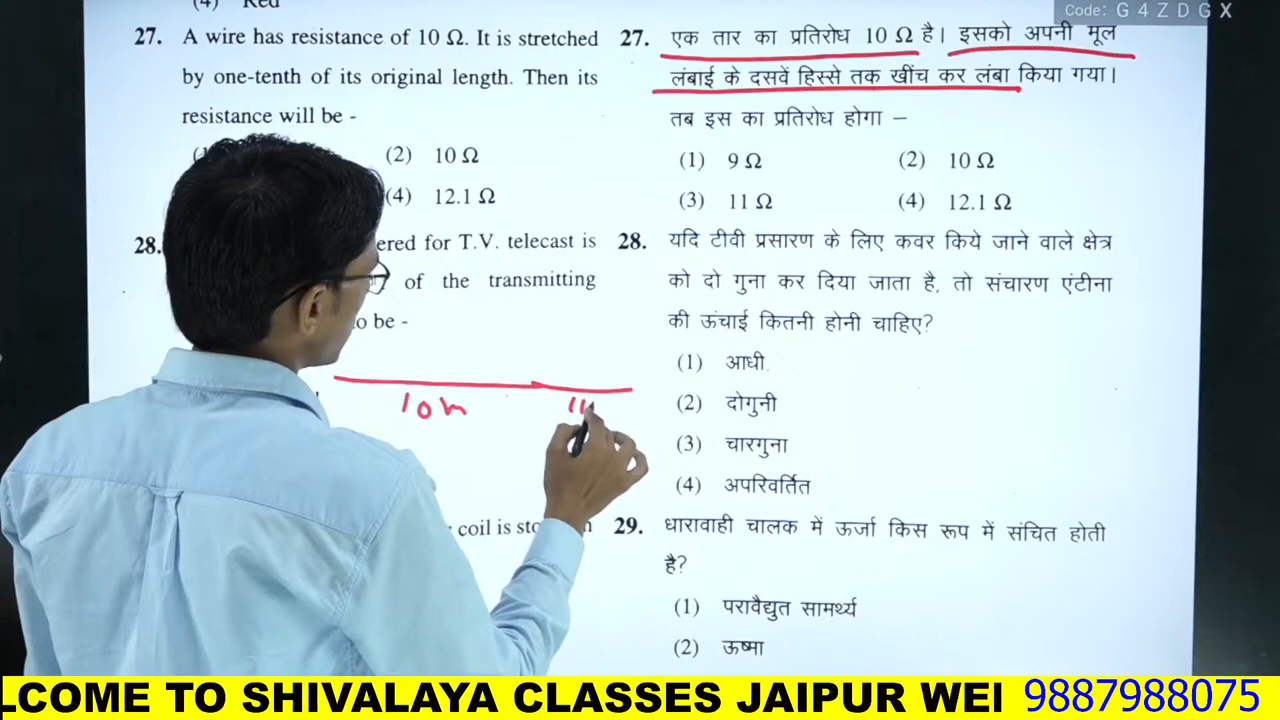 (4) Red
Code: G 4 Z D G X
27. A wire has resistance of 10 Ω. It is stretched
by one-tenth of its original length. Then its
resistance will be -
(2) 10 Ω
(4) 12.1 Ω
28. ered for T.V. telecast is
of the transmitting
o be -
10m
11
coil is sto
27. एक तार का प्रतिरोध 10 Ω है। इसको अपनी मूल
लंबाई के दसवें हिस्से तक खींच कर लंबा किया गया।
तब इस का प्रतिरोध होगा –
(1) 9 Ω (2) 10 Ω
(3) 11 Ω (4) 12.1 Ω
28. यदि टीवी प्रसारण के लिए कवर किये जाने वाले क्षेत्र
को दो गुना कर दिया जाता है, तो संचारण एंटीना
की ऊंचाई कितनी होनी चाहिए?
(1) आधी
(2) दोगुनी
(3) चारगुना
(4) अपरिवर्तित
29. धारावाही चालक में ऊर्जा किस रूप में संचित होती
है?
(1) परावैद्युत सामर्थ्य
(2) ऊष्मा
LCOME TO SHIVALAYA CLASSES JAIPUR WEI 9887988075